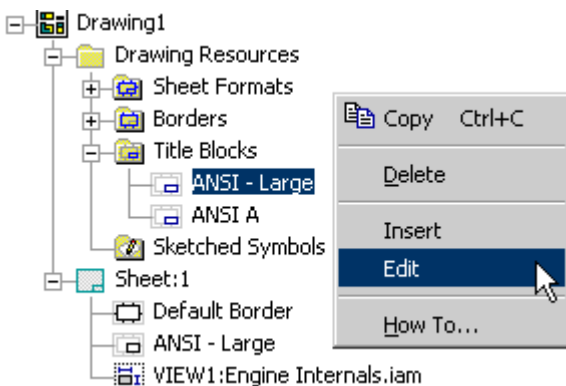 Drawing1
Drawing Resources
Sheet Formats
Borders
Title Blocks
ANSI - Large
ANSI A
Sketched Symbols
Sheet:1
Default Border
ANSI - Large
VIEW1:Engine Internals.iam
Copy Ctrl+C
Delete
Insert
Edit
How To...